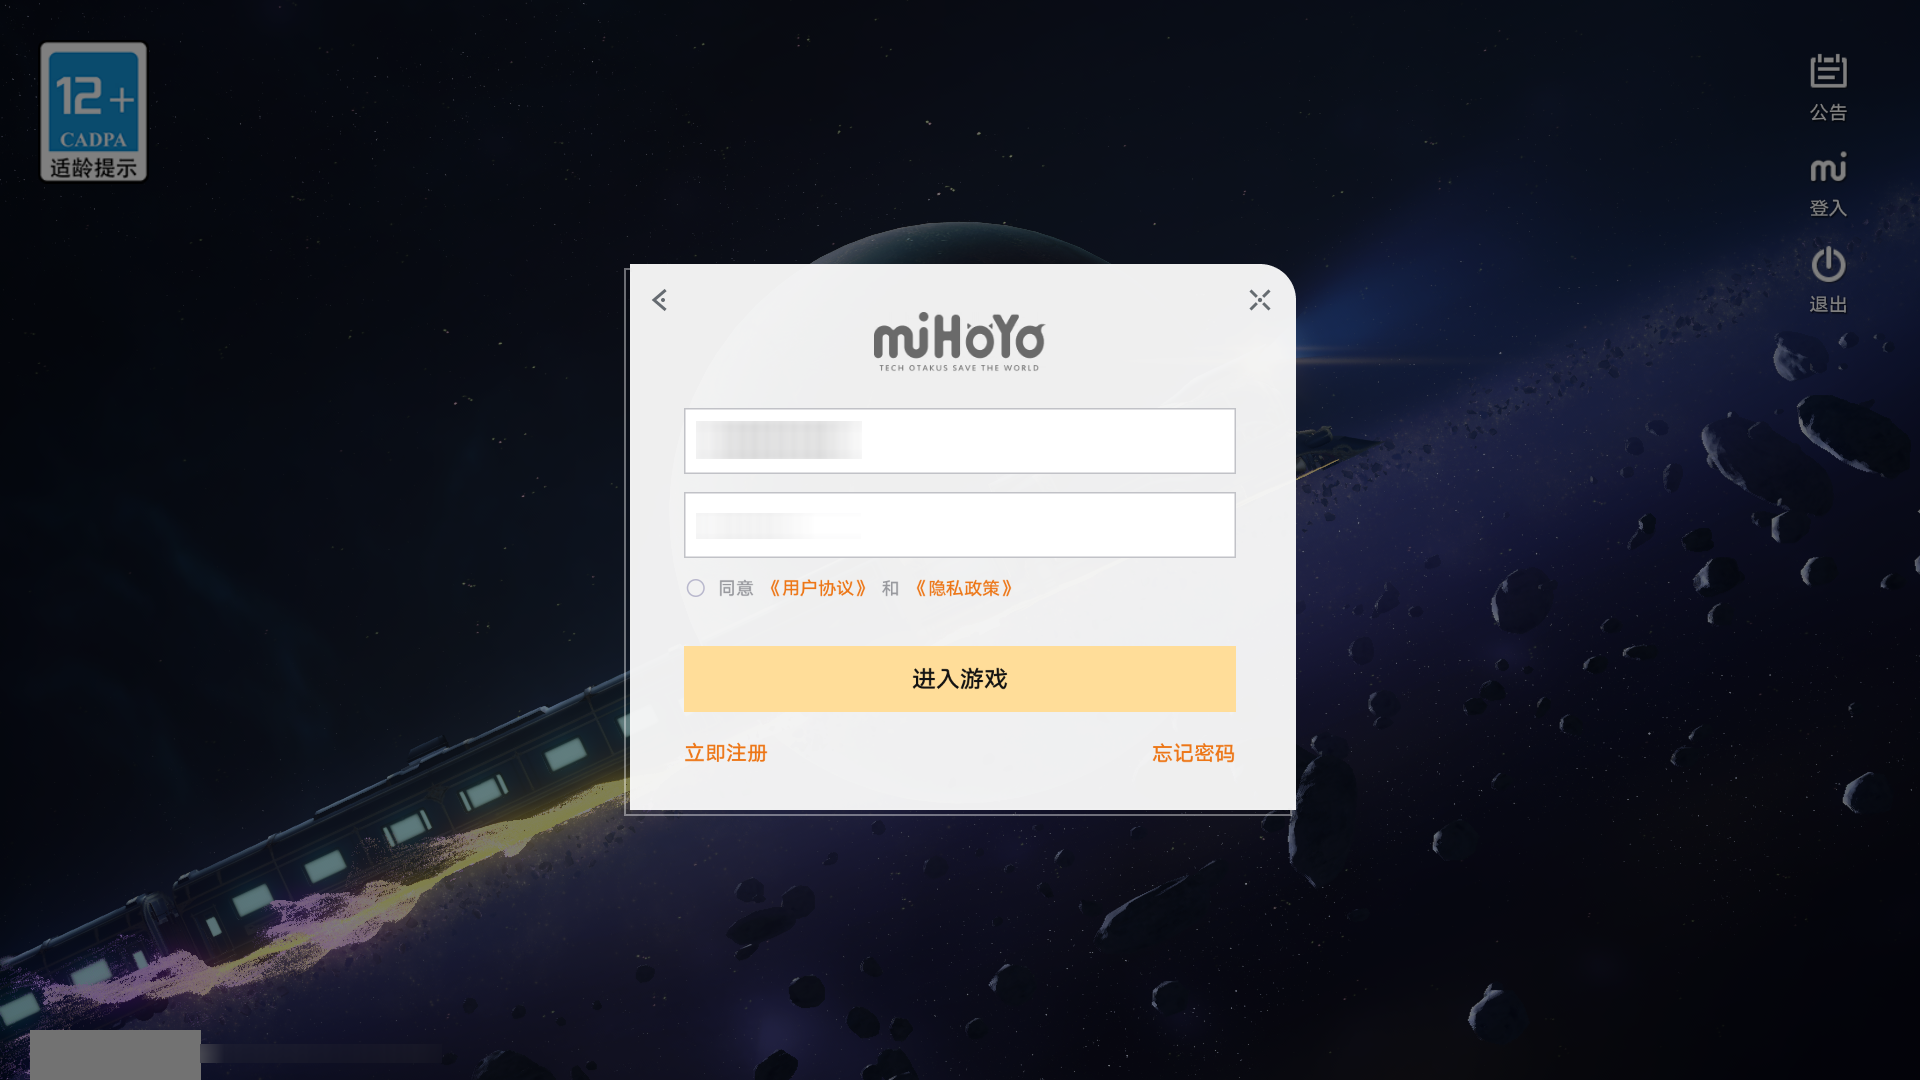 12+
CADPA
适龄提示
公告
mi
登入
退出
miHoYo
TECH OTAKUS SAVE THE WORLD
同意 《用户协议》 和 《隐私政策》
进入游戏
立即注册
忘记密码